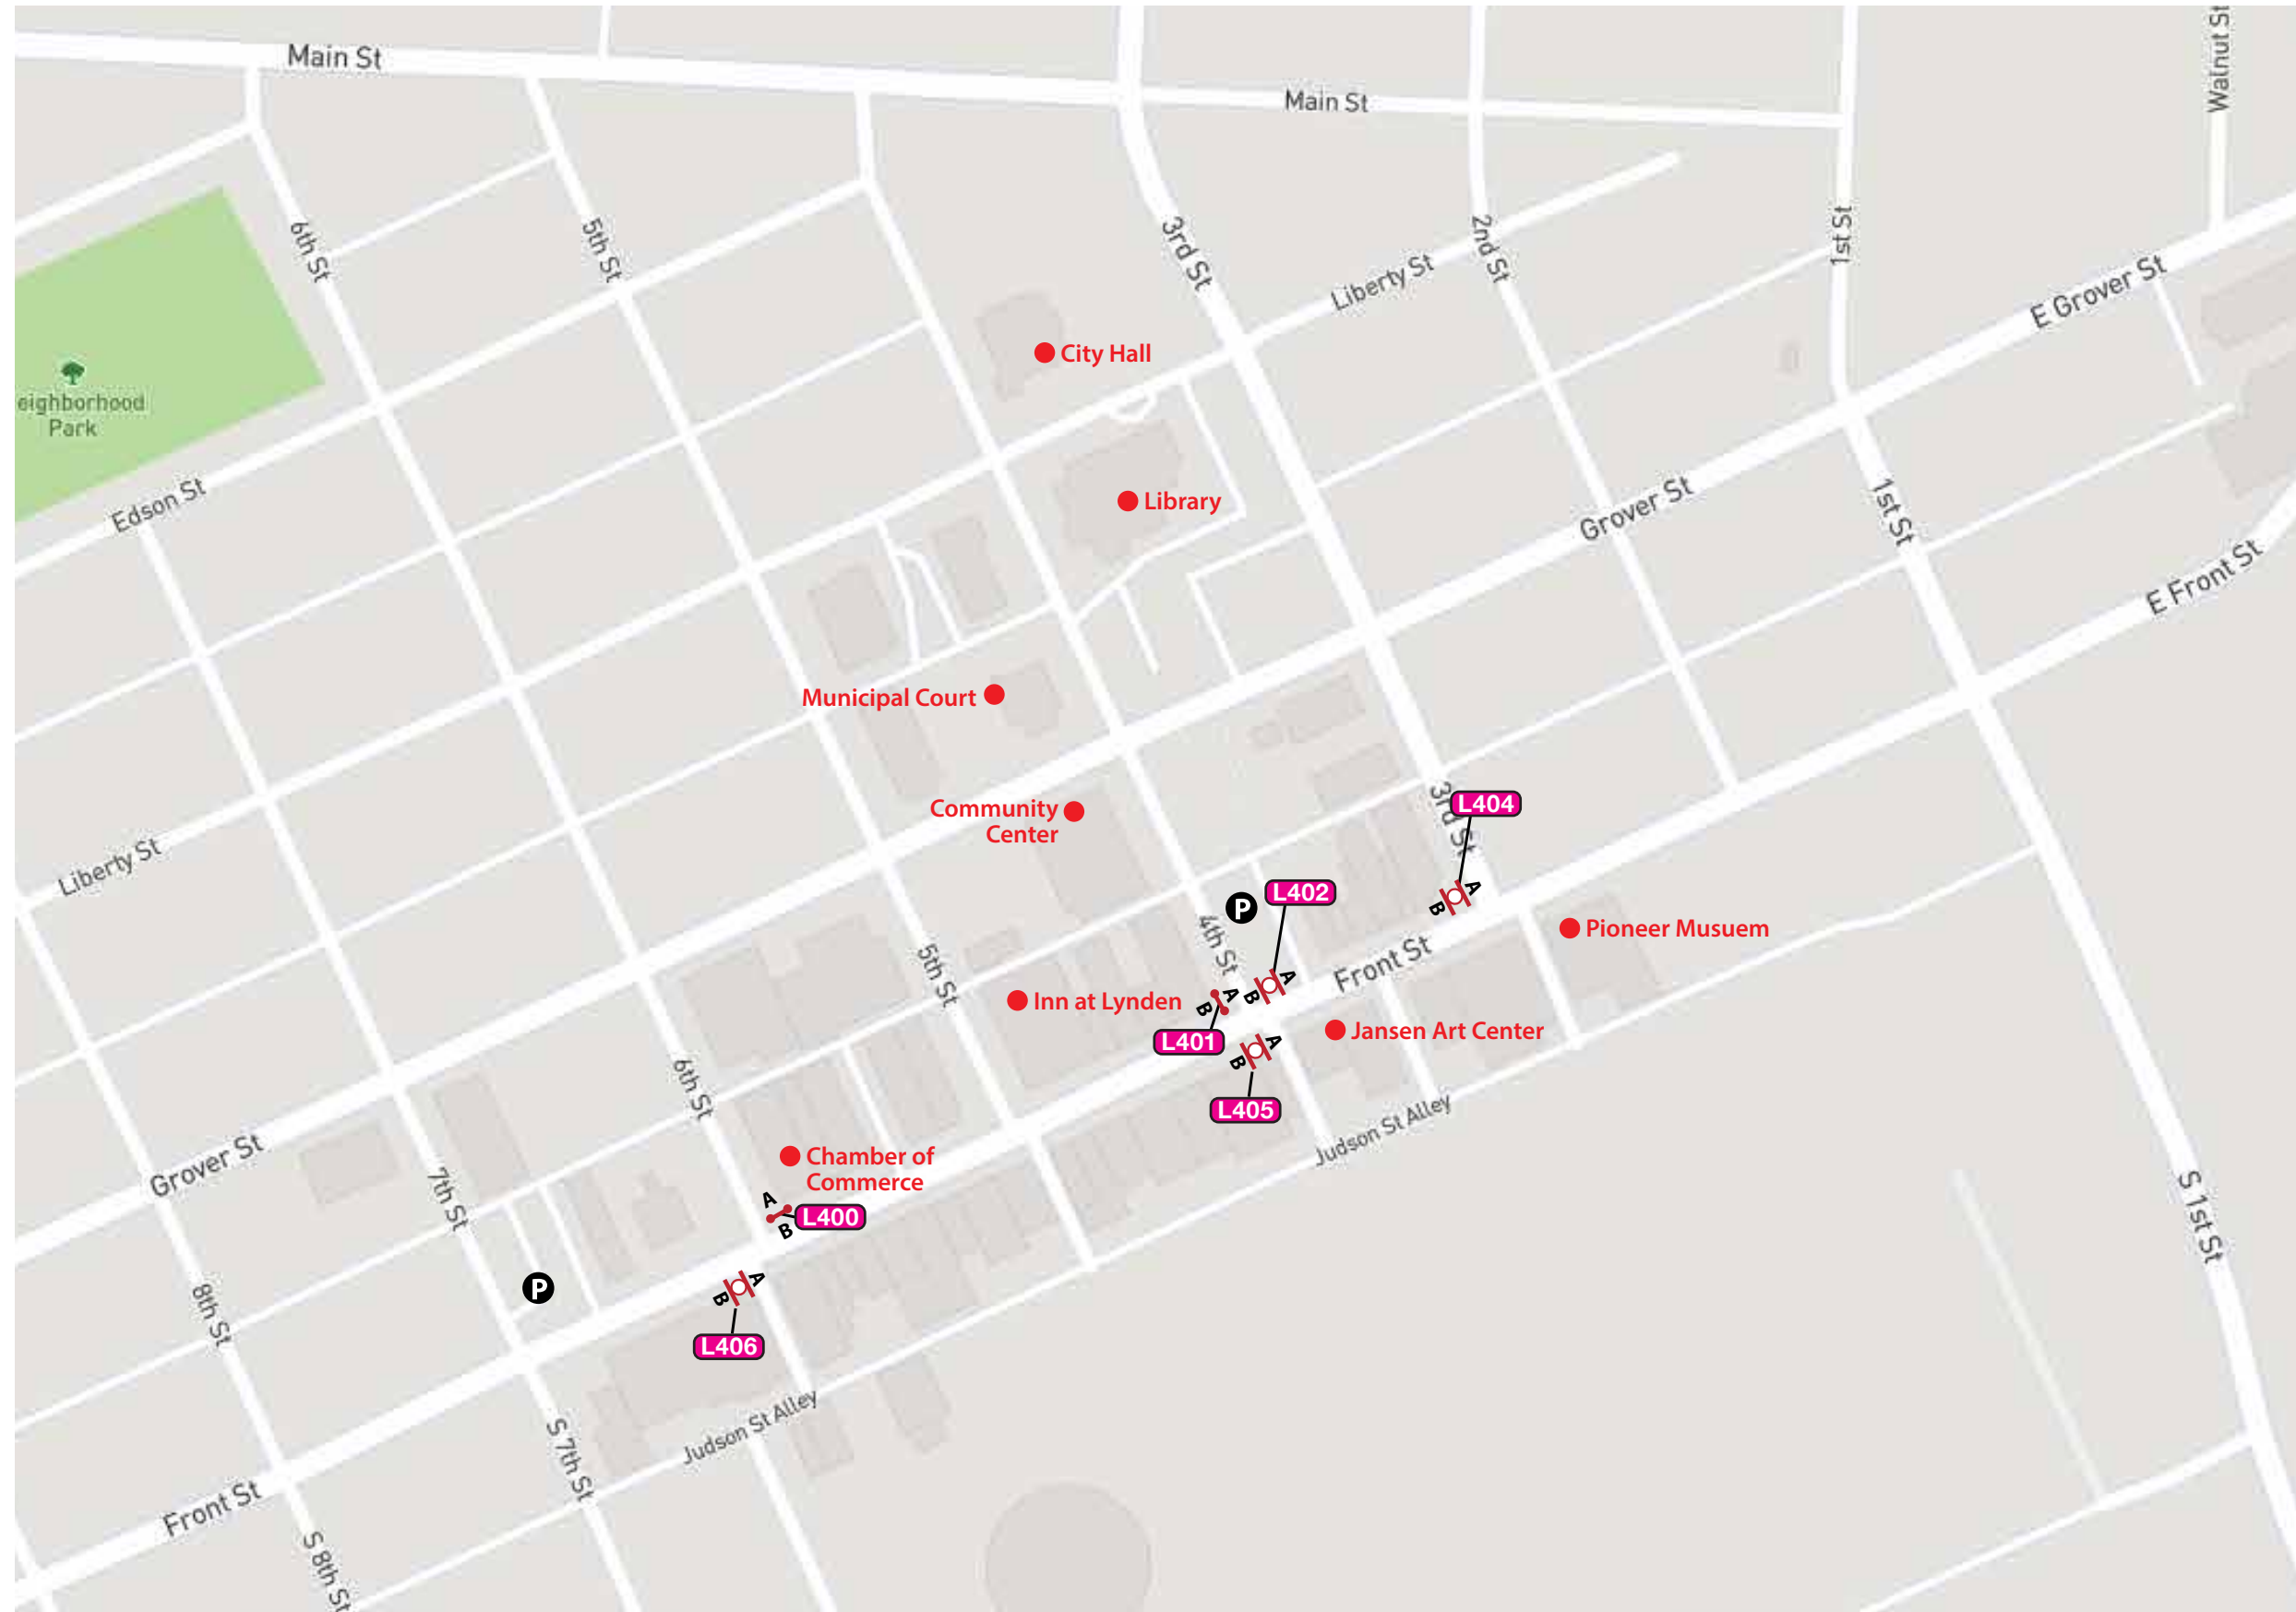 Main St
Main St
Walnut St
6th St
5th St
3rd St
2nd St
1st St
Liberty St
E Grover St
City Hall
eighborhood
Park
Edson St
Library
Grover St
1st St
E Front St
Municipal Court
Community
Center
3rd St
L404
A
B
Liberty St
P
L402
4th St
A
B
Front St
Pioneer Musuem
5th St
Inn at Lynden
A
B
L401
Jansen Art Center
A
B
L405
6th St
Judson St Alley
Grover St
7th St
Chamber of
Commerce
A
B
L400
S 1st St
8th St
P
A
B
L406
S 7th St
Judson St Alley
Front St
S 8th St